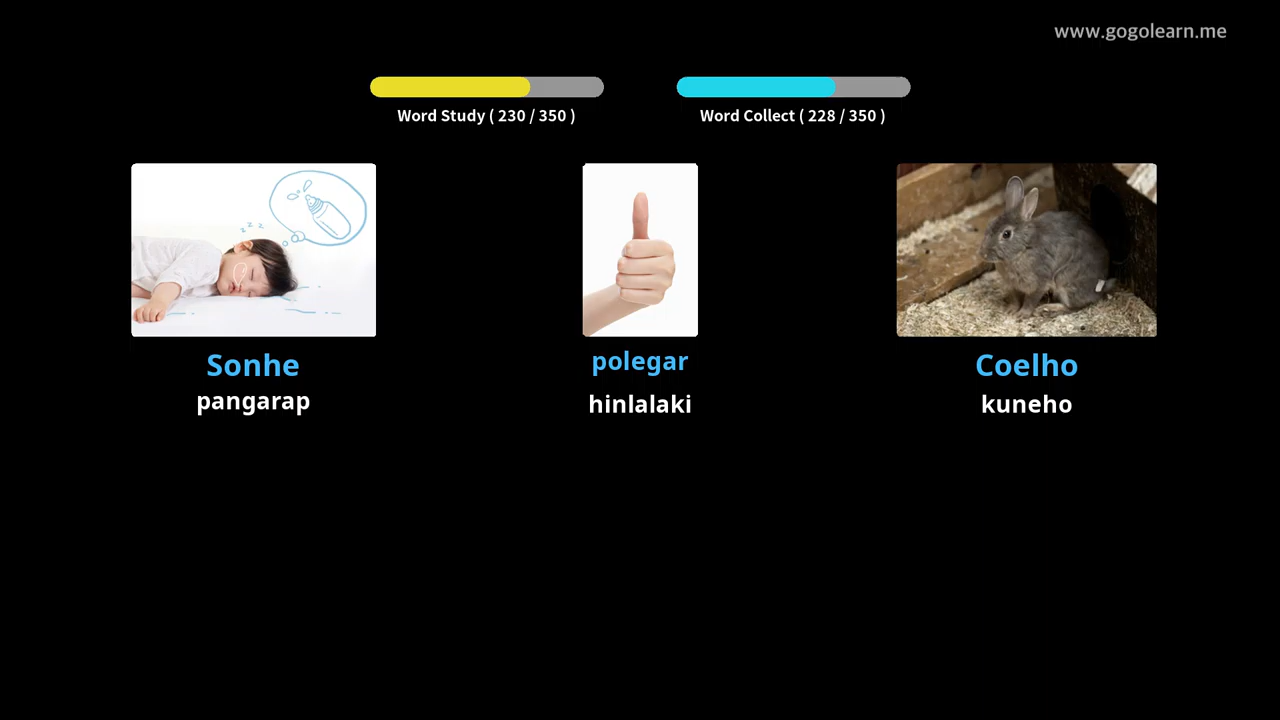 www.gogolearn.me
Word Study ( 230 / 350 )
Word Collect ( 228 / 350 )
z z z
Sonhe
polegar
Coelho
pangarap
hinlalaki
kuneho